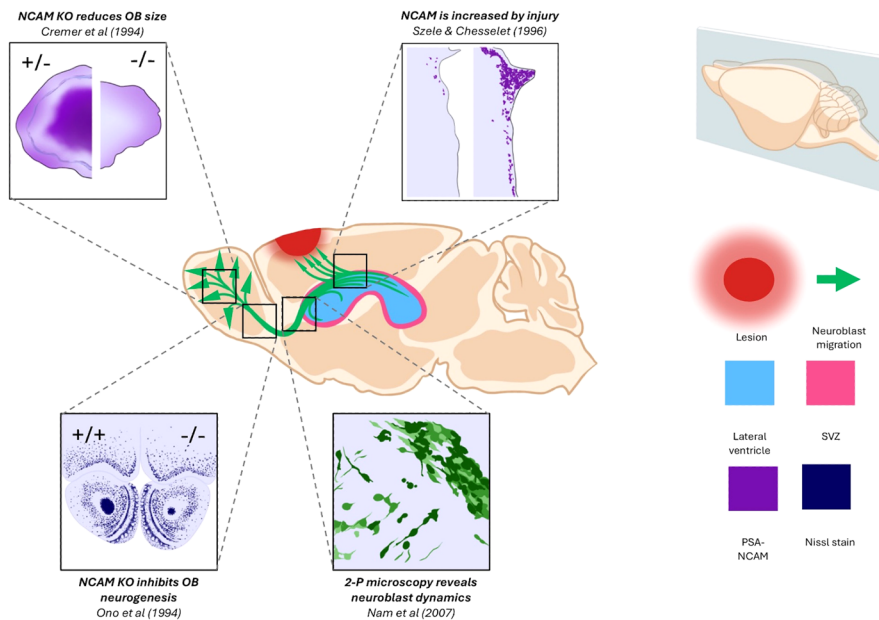 NCAM KO reduces OB size
Cremer et al (1994)
+/-
-/-
NCAM is increased by injury
Szele & Chesselet (1996)
Lesion
Neuroblast
migration
Lateral
ventricle
SVZ
PSA-
NCAM
Nissl stain
+/+
-/-
NCAM KO inhibits OB
neurogenesis
Ono et al (1994)
2-P microscopy reveals
neuroblast dynamics
Nam et al (2007)